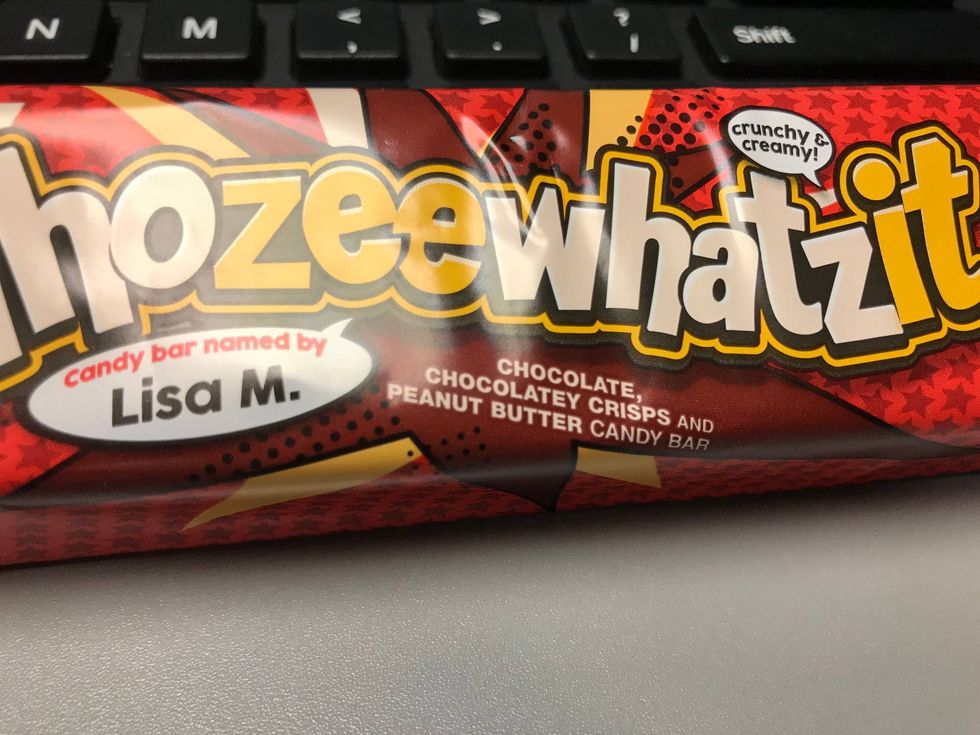 N M < , > . ? / Shift
crunchy &
creamy!
hozeewhatzit
candy bar named by
Lisa M.
CHOCOLATE,
CHOCOLATEY CRISPS AND
PEANUT BUTTER CANDY BAR